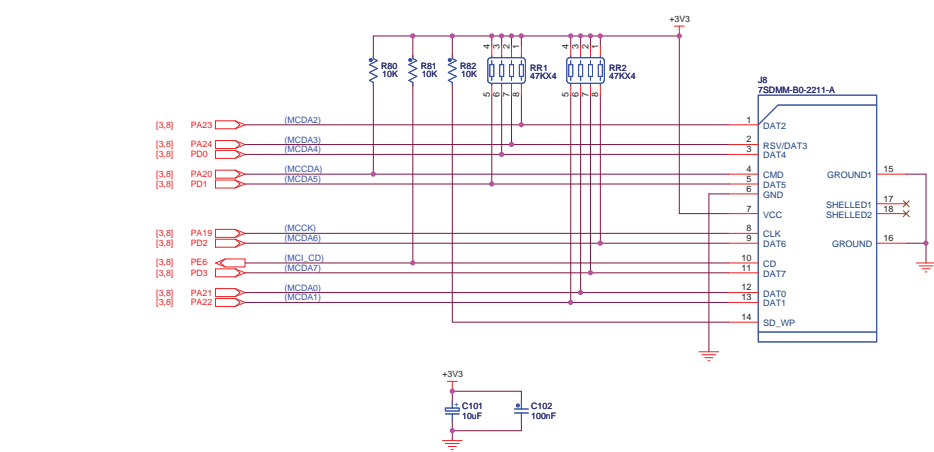 +3V3
4 3 2 1
4 3 2 1
R80
10K
R81
10K
R82
10K
RR1
47KX4
RR2
47KX4
5 6 7 8
5 6 7 8
J8
7SDMM-B0-2211-A
[3,8] PA23 (MCDA2) 1 DAT2
[3,8] PA24 (MCDA3) 2 RSV/DAT3
[3,8] PD0 (MCDA4) 3 DAT4
[3,8] PA20 (MCCDA) 4 CMD GROUND1 15
[3,8] PD1 (MCDA5) 5 DAT5
6 GND
SHELLED1 17
7 VCC SHELLED2 18
[3,8] PA19 (MCCK) 8 CLK
[3,8] PD2 (MCDA6) 9 DAT6 GROUND 16
[3,8] PE6 (MCI_CD) 10 CD
[3,8] PD3 (MCDA7) 11 DAT7
[3,8] PA21 (MCDA0) 12 DAT0
[3,8] PA22 (MCDA1) 13 DAT1
14 SD_WP
+3V3
+ C101
10uF
C102
100nF